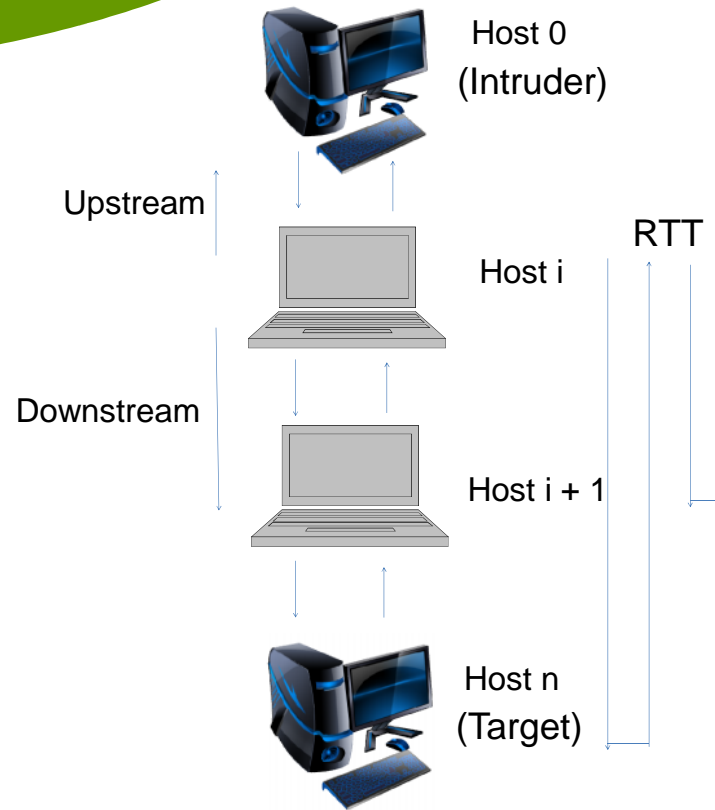 Host 0
(Intruder)
Upstream
RTT
Host i
Downstream
Host i + 1
Host n
(Target)